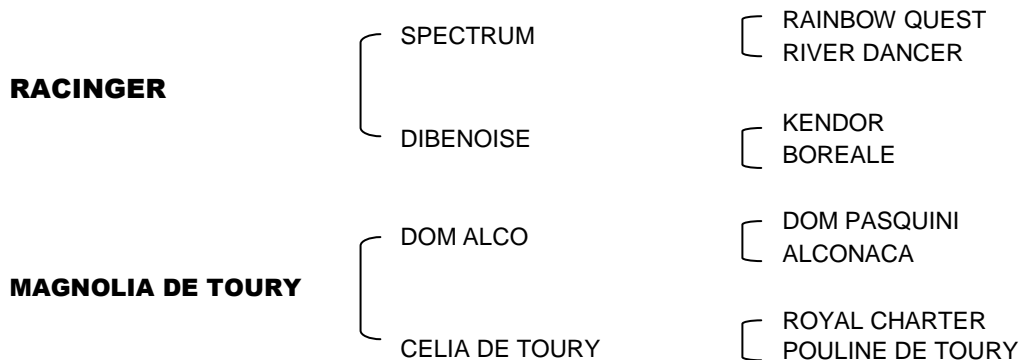 RAINBOW QUEST
SPECTRUM
RIVER DANCER
RACINGER
KENDOR
DIBENOISE
BOREALE
DOM PASQUINI
DOM ALCO
ALCONACA
MAGNOLIA DE TOURY
ROYAL CHARTER
CELIA DE TOURY
POULINE DE TOURY